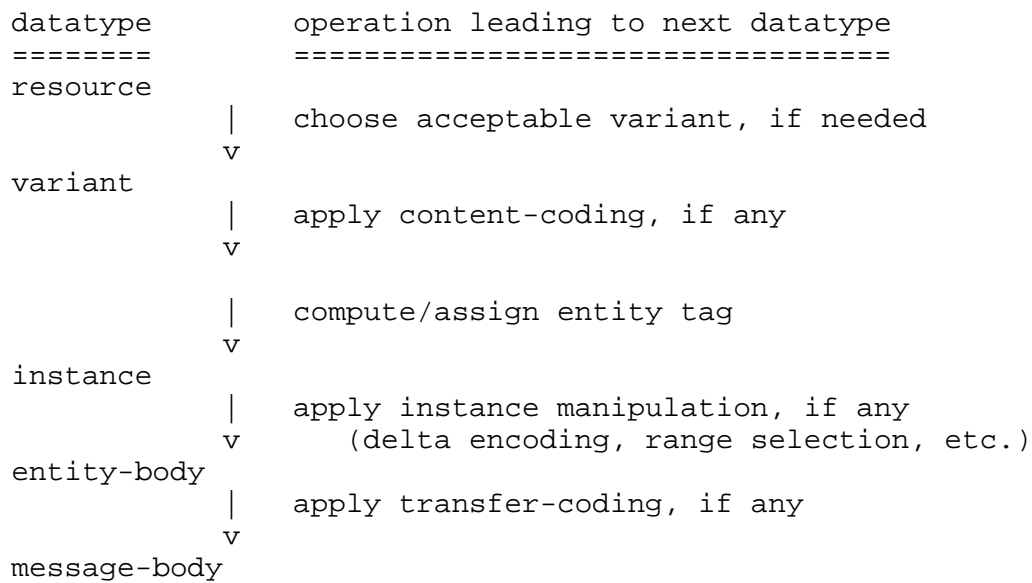 datatype operation leading to next datatype
======== ==================================
resource
| choose acceptable variant, if needed
v
variant
| apply content-coding, if any
v
| compute/assign entity tag
v
instance
| apply instance manipulation, if any
v (delta encoding, range selection, etc.)
entity-body
| apply transfer-coding, if any
v
message-body